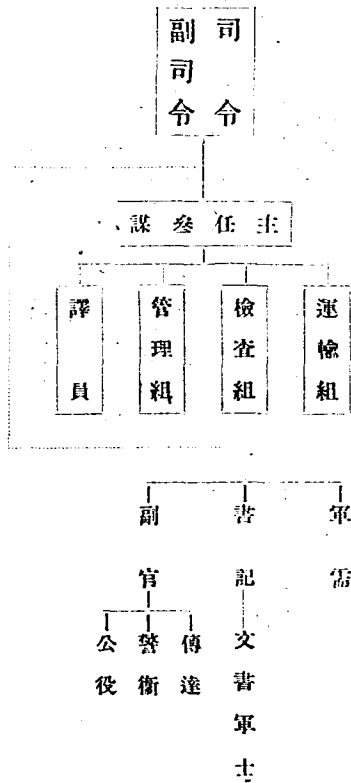 司令
副司令
主任參謀
運輸組
檢查組
管理組
譯員
軍需
書記
副官
文書軍士
傳達
警衛
公役